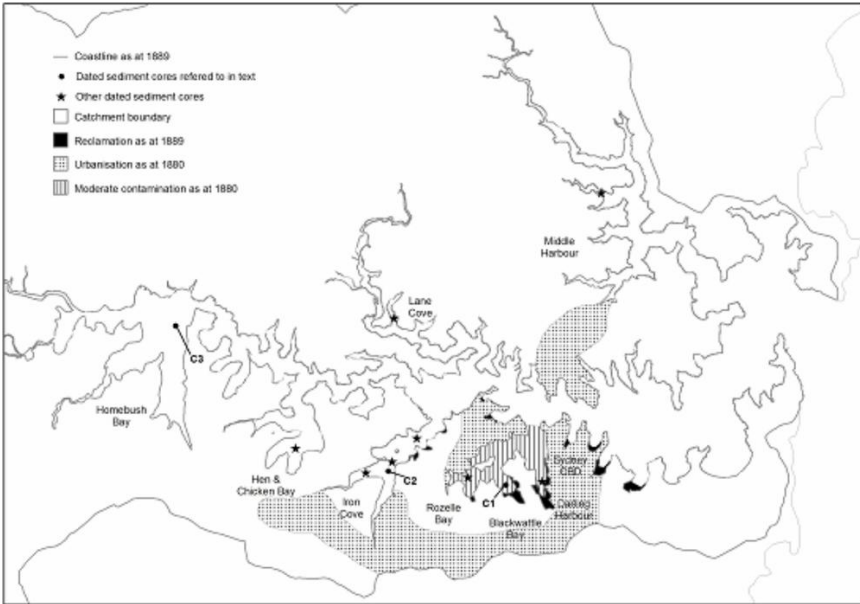 Coastline as at 1889
Dated sediment cores refered to in text
Other dated sediment cores
Catchment boundary
Reclamation as at 1889
Urbanisation as at 1880
Moderate contamination as at 1880
Middle
Harbour
Lane
Cove
C3
Homebush
Bay
Hen &
Chicken Bay
Iron
Cove
C2
Rozelle
Bay
C1
Blackwattle
Bay
Sydney
CBD
Darling
Harbour